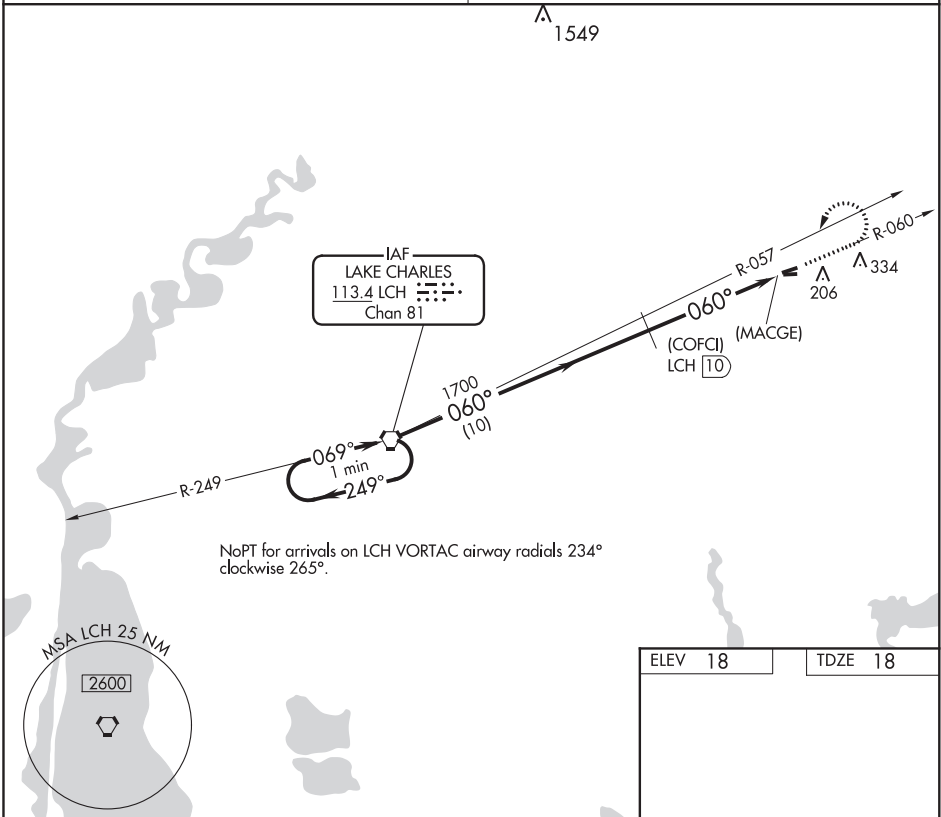 1549
IAF
LAKE CHARLES
113.4 LCH
Chan 81
R-057
R-060
334
206
060°
(MACGE)
(COFCI)
LCH 10
1700
060°
(10)
069°
1 min
249°
R-249
NoPT for arrivals on LCH VORTAC airway radials 234°
clockwise 265°.
MSA LCH 25 NM
2600
ELEV 18
TDZE 18